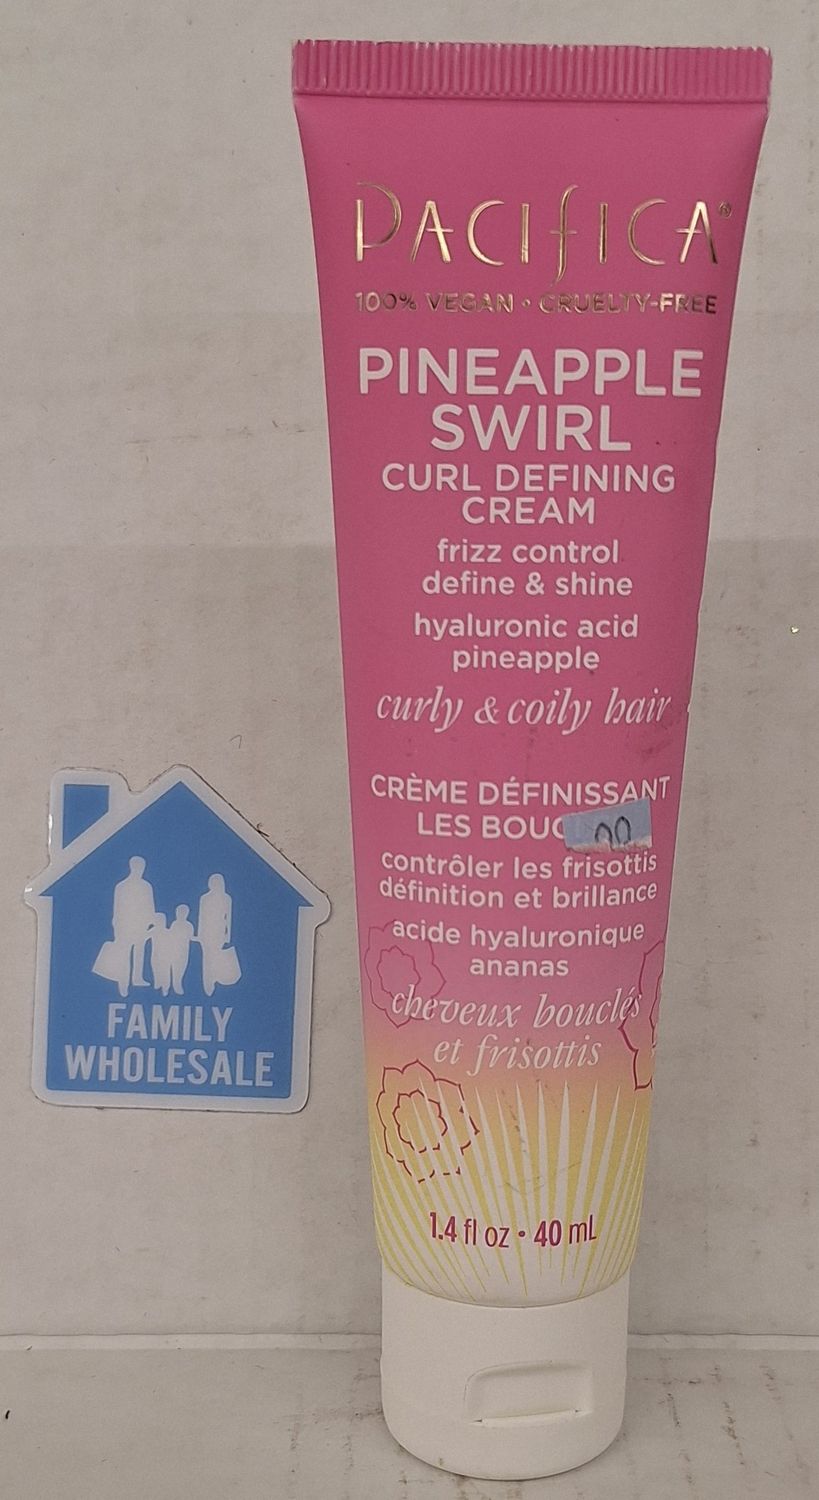 PACIFICA®
100% VEGAN • CRUELTY-FREE
PINEAPPLE
SWIRL
CURL DEFINING
CREAM
frizz control
define & shine
hyaluronic acid
pineapple
curly & coily hair
CRÈME DÉFINISSANT
LES
contrôler les frisottis
définition et brillance
acide hyaluronique
ananas
cheveux bouclés
et frisottis
1.4 fl oz • 40 mL
FAMILY
WHOLESALE